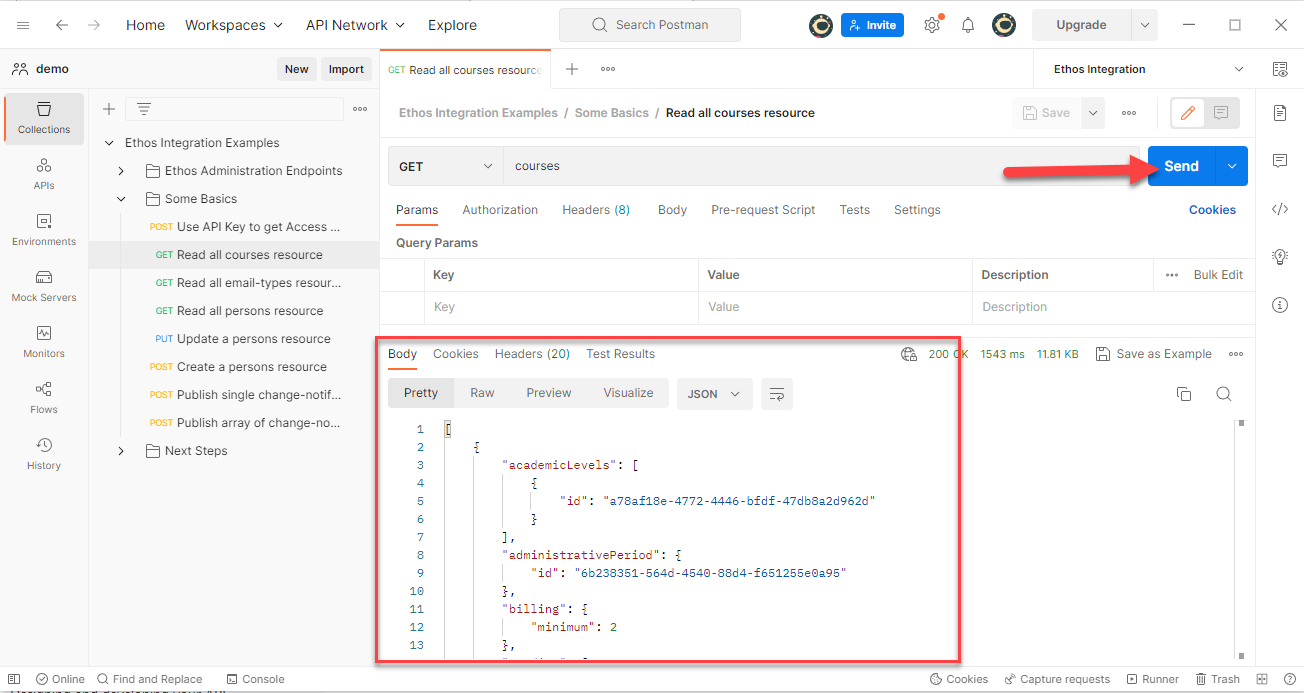 Home Workspaces API Network Explore Search Postman Invite Upgrade
demo New Import GET Read all courses resource Ethos Integration
Ethos Integration Examples / Some Basics / Read all courses resource Save
Collections
APIs
Environments
Mock Servers
Monitors
Flows
History
Ethos Integration Examples
Ethos Administration Endpoints
Some Basics
POST Use API Key to get Access ...
GET Read all courses resource
GET Read all email-types resour...
GET Read all persons resource
PUT Update a persons resource
POST Create a persons resource
POST Publish single change-notif...
POST Publish array of change-no...
Next Steps
GET courses Send
Params Authorization Headers (8) Body Pre-request Script Tests Settings Cookies
Query Params
Key Value Description Bulk Edit
Key Value Description
Body Cookies Headers (20) Test Results 200 OK 1543 ms 11.81 KB Save as Example
Pretty Raw Preview Visualize JSON
1 [
2 {
3 "academicLevels": [
4 {
5 "id": "a78af18e-4772-4446-bfdf-47db8a2d962d"
6 }
7 ],
8 "administrativePeriod": {
9 "id": "6b238351-564d-4540-88d4-f651255e0a95"
10 },
11 "billing": {
12 "minimum": 2
13 },
Online Find and Replace Console Cookies Capture requests Runner Trash